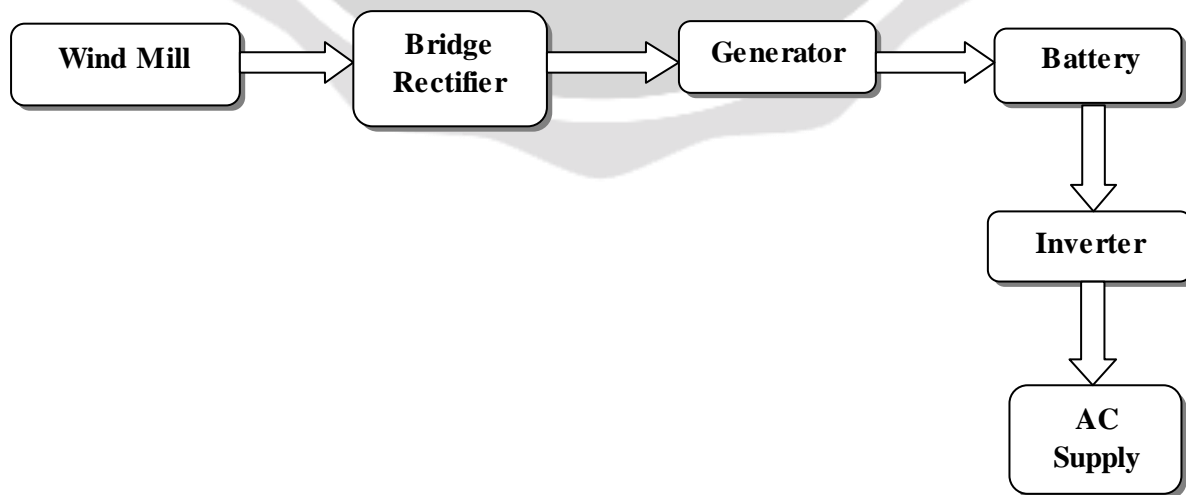 Wind Mill
Bridge
Rectifier
Generator
Battery
Inverter
AC
Supply